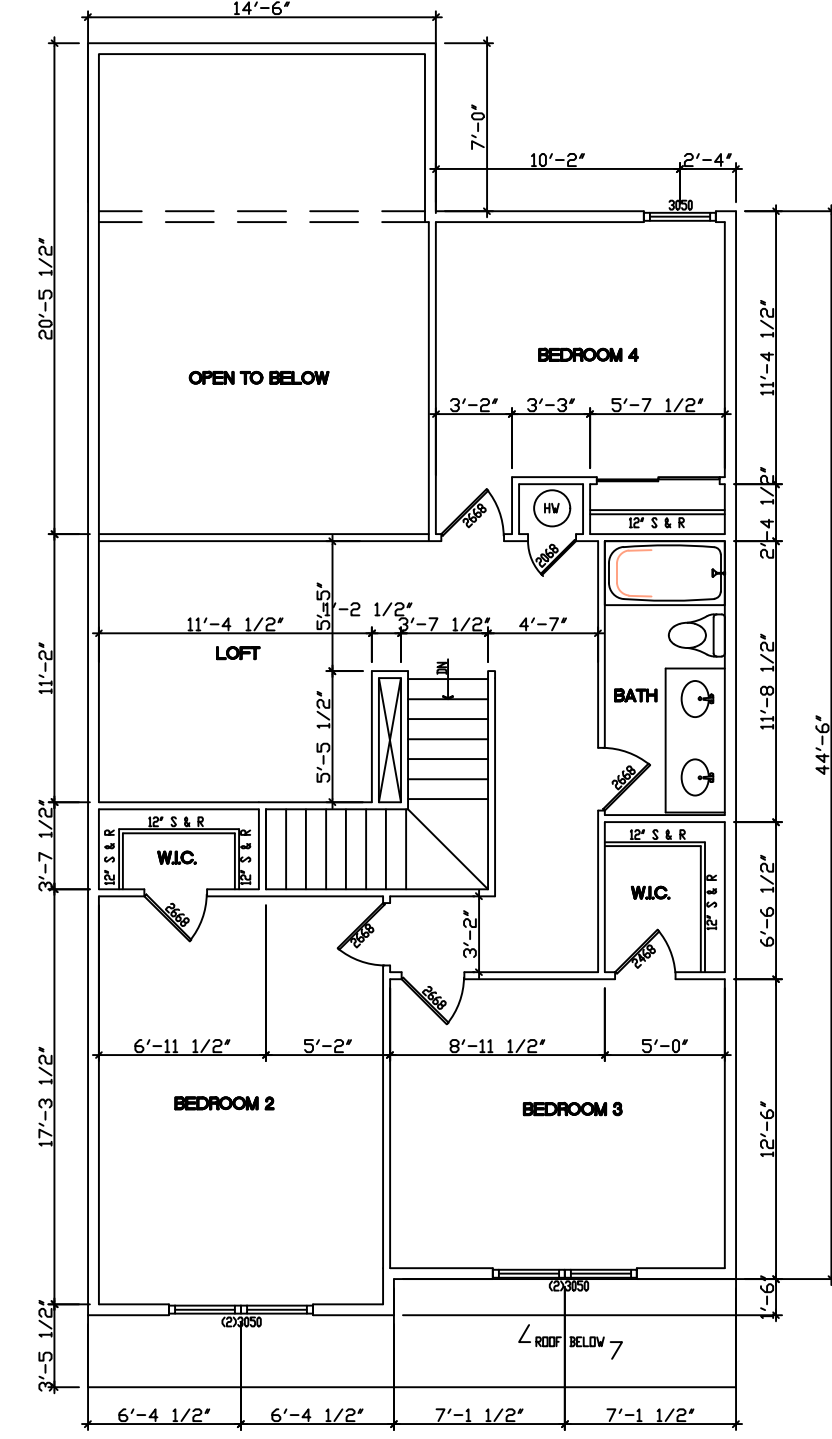 14'-6"
7'-0"
10'-2"
2'-4"
3050
20'-5 1/2"
11'-4 1/2"
44'-6"
BEDROOM 4
OPEN TO BELOW
3'-2"
3'-3"
5'-7 1/2"
2668
HW
12" S & R
2'-4 1/2"
2068
5'-5"
1'-2 1/2"
11'-4 1/2"
3'-7 1/2"
4'-7"
LOFT
DN
11'-2"
BATH
11'-8 1/2"
5'-5 1/2"
2668
3'-7 1/2"
12" S & R
12" S & R
12" S & R
W.I.C.
2668
12" S & R
W.I.C.
12" S & R
6'-6 1/2"
2668
3'-2"
2468
2668
6'-11 1/2"
5'-2"
8'-11 1/2"
5'-0"
17'-3 1/2"
BEDROOM 2
BEDROOM 3
12'-6"
(2)3050
1'-6"
(2)3050
3'-5 1/2"
ROOF BELOW
6'-4 1/2"
6'-4 1/2"
7'-1 1/2"
7'-1 1/2"